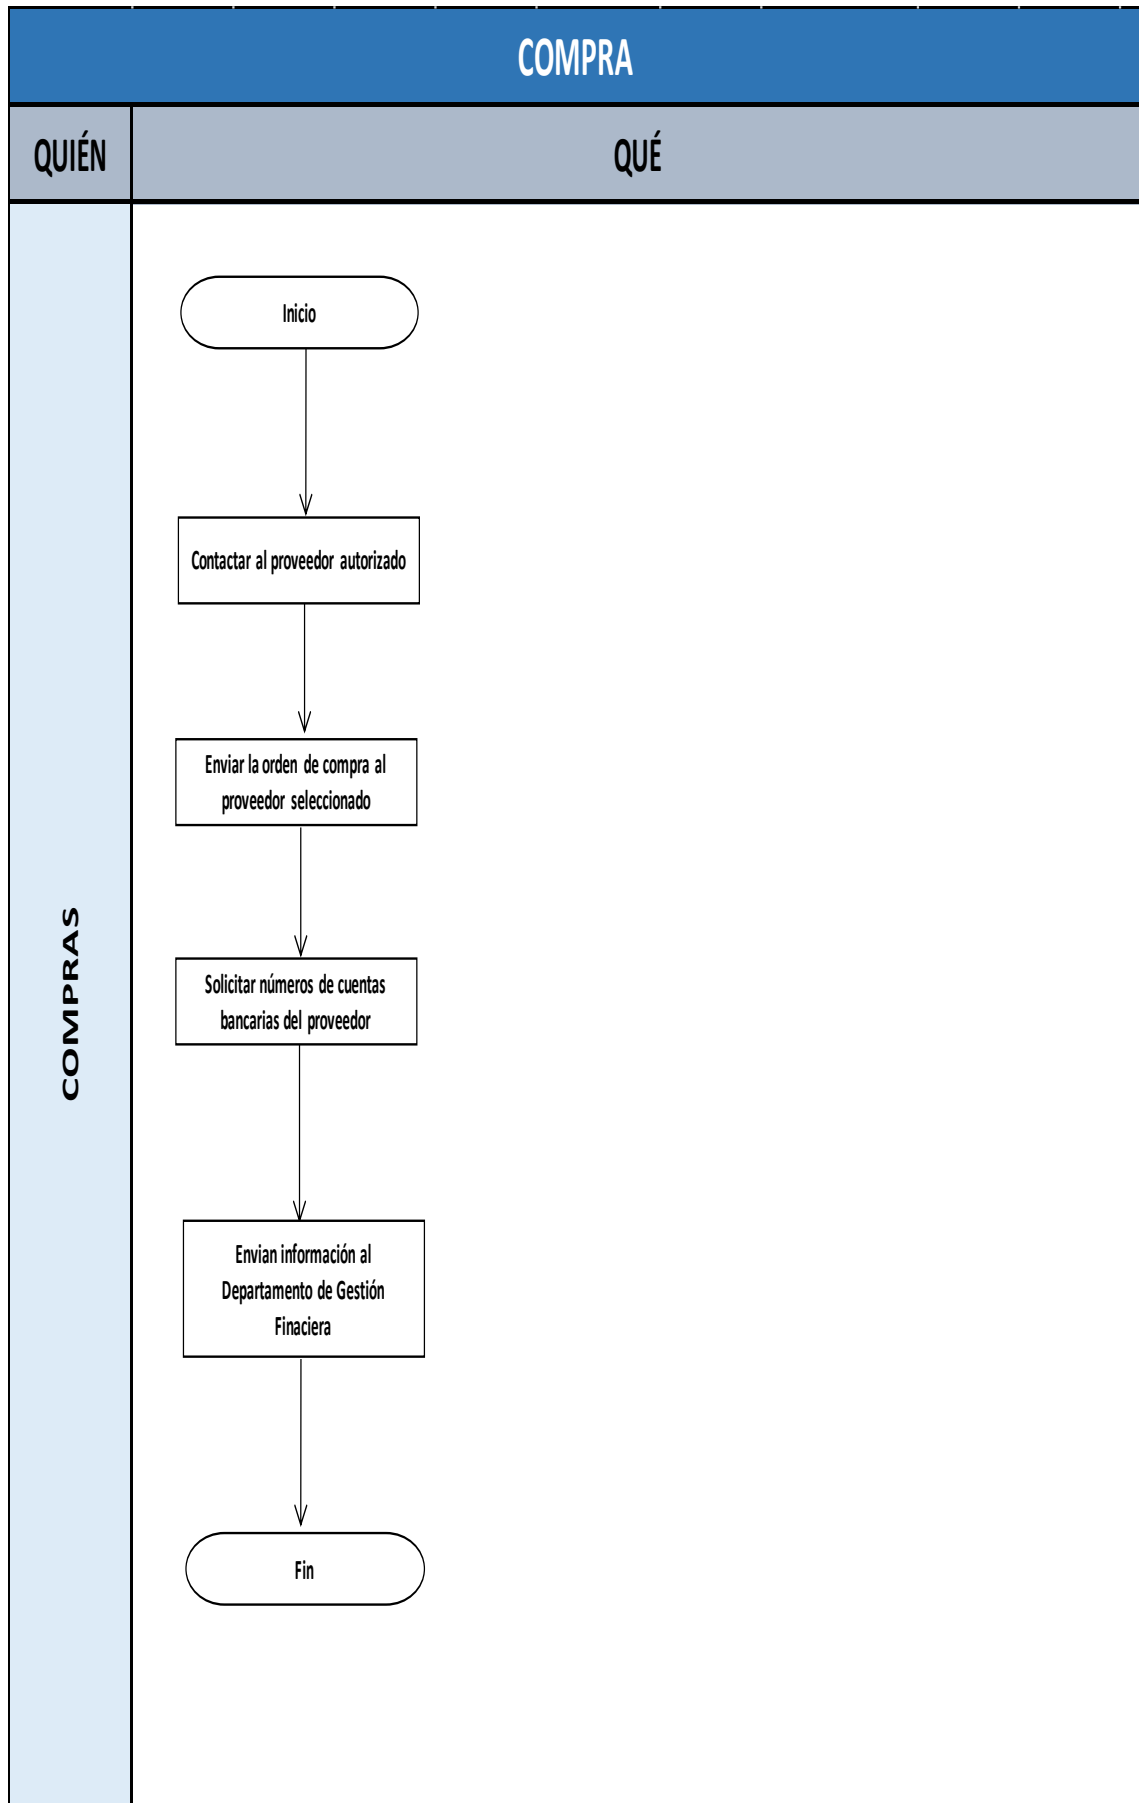 COMPRA
QUIÉN
QUÉ
Inicio
Contactar al proveedor autorizado
Enviar la orden de compra al
proveedor seleccionado
COMPRAS
Solicitar números de cuentas
bancarias del proveedor
Envian información al
Departamento de Gestión
Finaciera
Fin